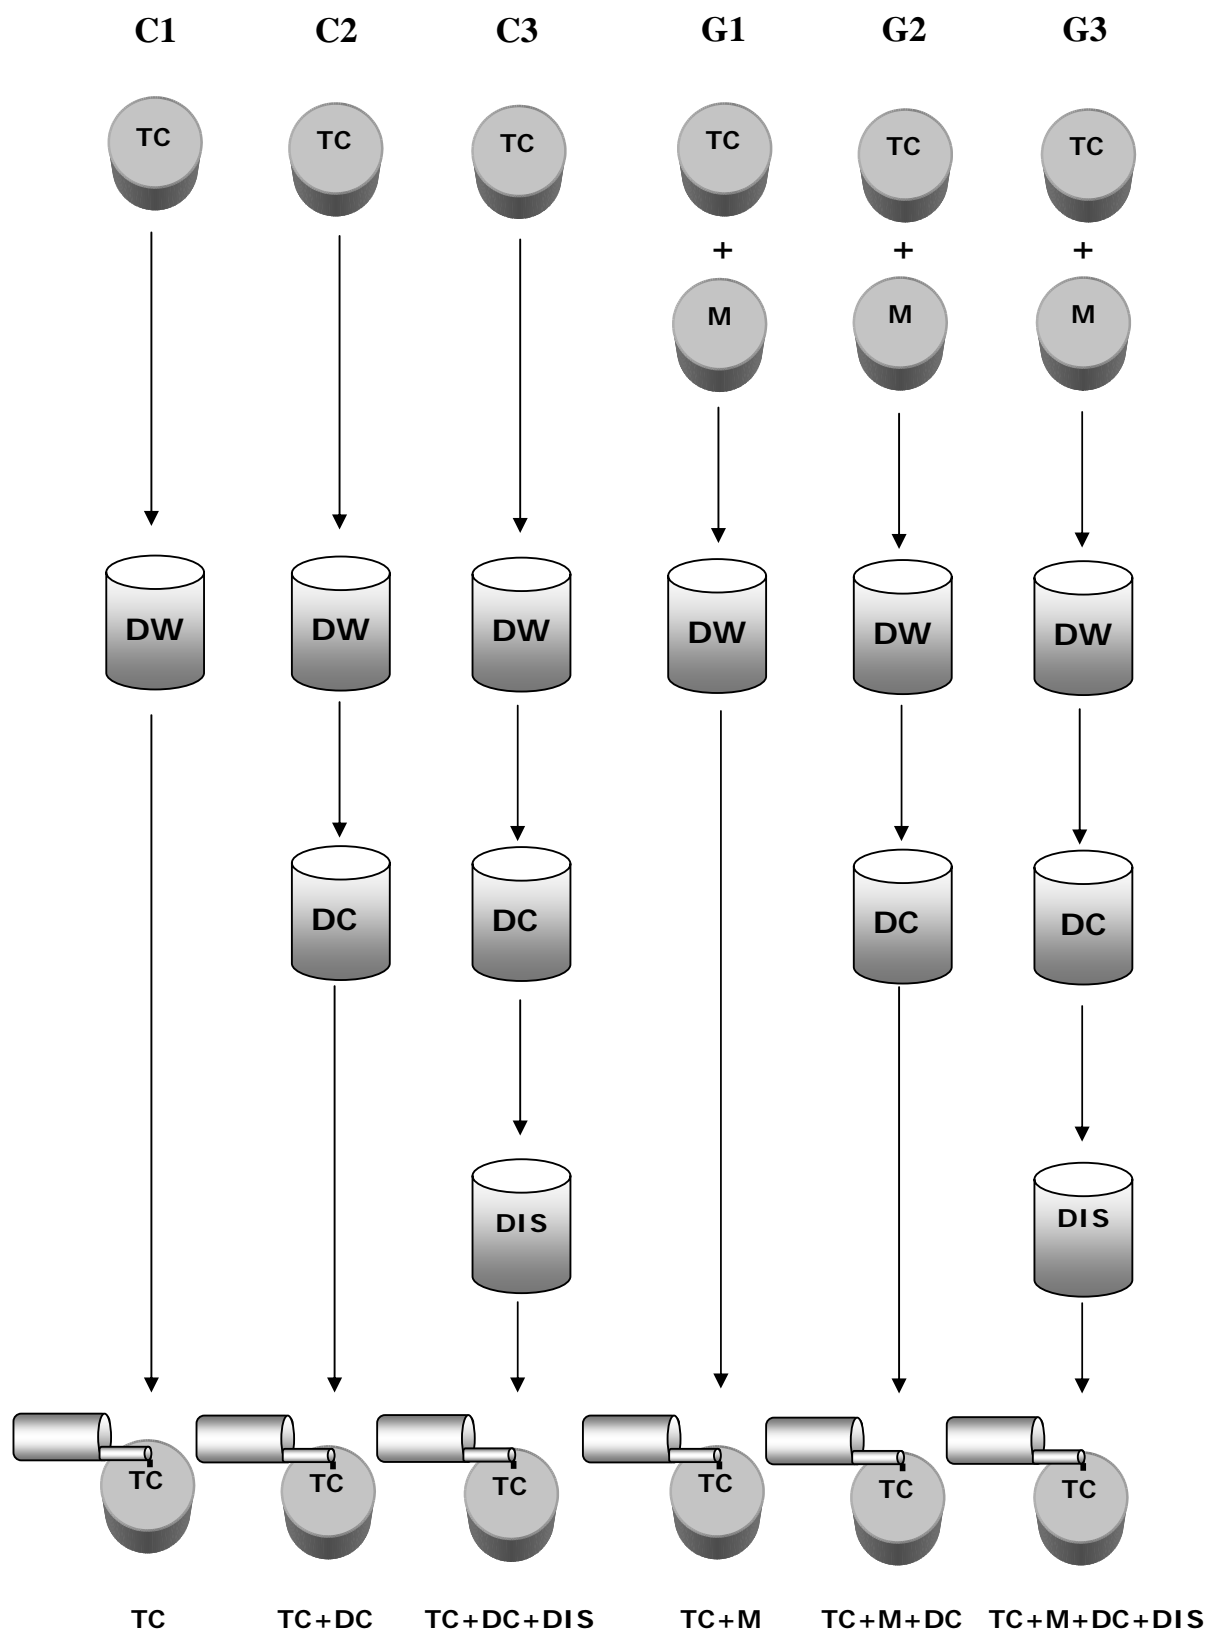 C1 C2 C3 G1 G2 G3
TC TC TC TC TC TC
+ + +
M M M
DW DW DW DW DW DW
DC DC DC DC
DIS DIS
TC TC TC TC TC TC
TC TC+DC TC+DC+DIS TC+M TC+M+DC TC+M+DC+DIS